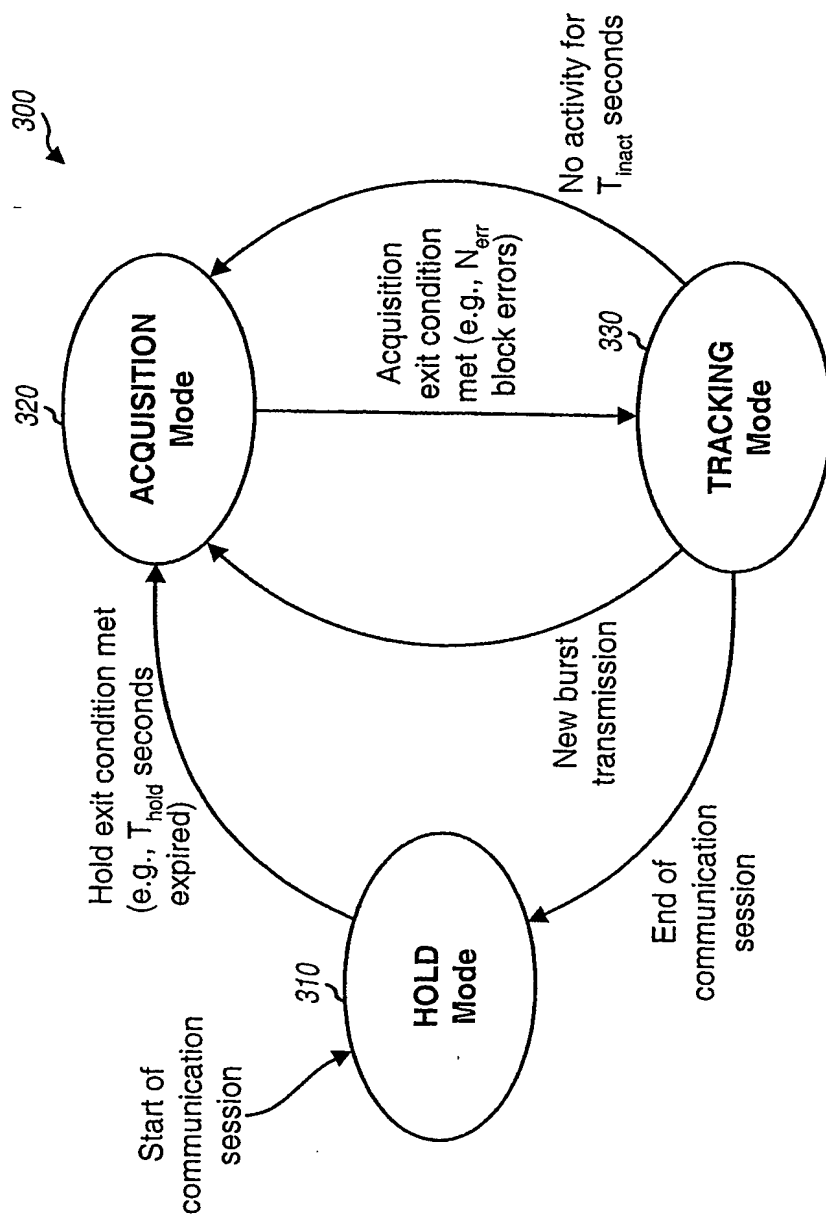 300
320
ACQUISITION
Mode
Hold exit condition met
(e.g., T_hold seconds
expired)
Start of
communication
session
310
HOLD
Mode
New burst
transmission
Acquisition
exit condition
met (e.g., N_err
block errors)
No activity for
T_inact seconds
End of
communication
session
330
TRACKING
Mode